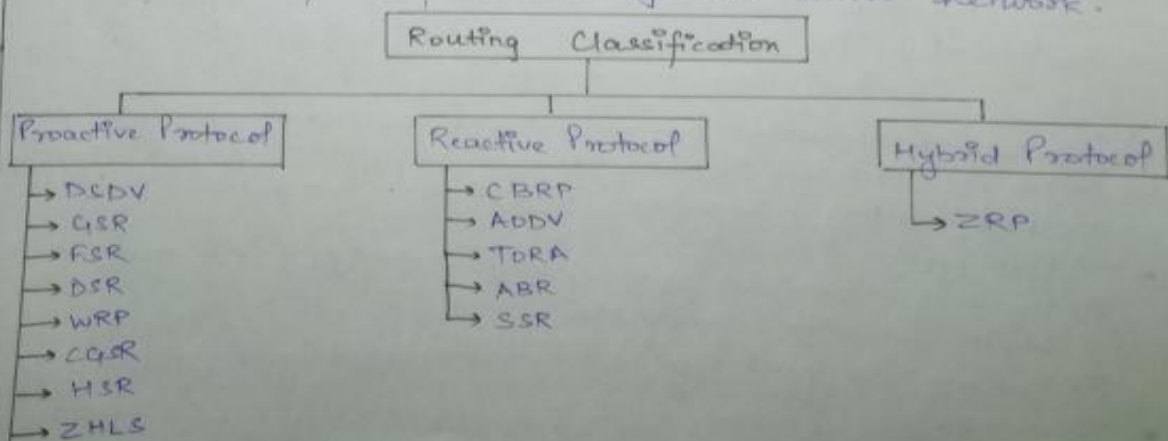 Network.
Routing Classification
Proactive Protocol
Reactive Protocol
Hybrid Protocol
DSDV
GSR
FSR
DSR
WRP
CGSR
HSR
ZHLS
CBRP
AODV
TORA
ABR
SSR
ZRP